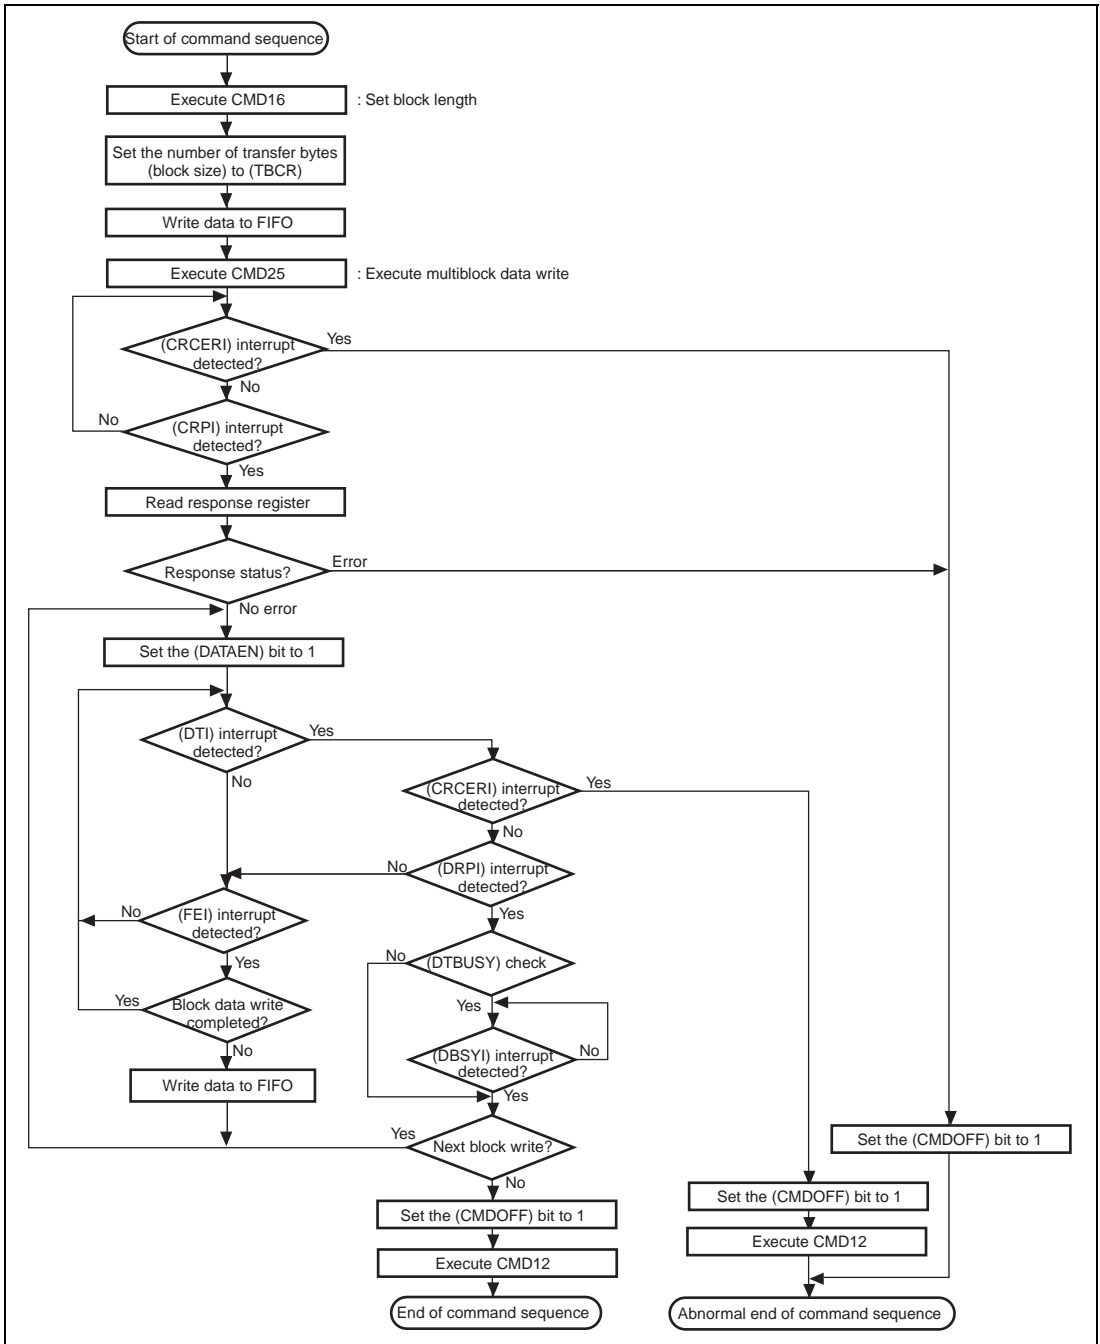 Start of command sequence
Execute CMD16
: Set block length
Set the number of transfer bytes
(block size) to (TBCR)
Write data to FIFO
Execute CMD25
: Execute multiblock data write
(CRCERI) interrupt
detected?
Yes
No
(CRPI) interrupt
detected?
No
Yes
Read response register
Response status?
Error
No error
Set the (DATAEN) bit to 1
(DTI) interrupt
detected?
Yes
No
(CRCERI) interrupt
detected?
Yes
No
(DRPI) interrupt
detected?
No
Yes
(FEI) interrupt
detected?
No
Yes
(DTBUSY) check
No
Yes
Block data write
completed?
Yes
No
(DBSYI) interrupt
detected?
No
Yes
Write data to FIFO
Next block write?
Yes
No
Set the (CMDOFF) bit to 1
Set the (CMDOFF) bit to 1
Set the (CMDOFF) bit to 1
Execute CMD12
Execute CMD12
End of command sequence
Abnormal end of command sequence